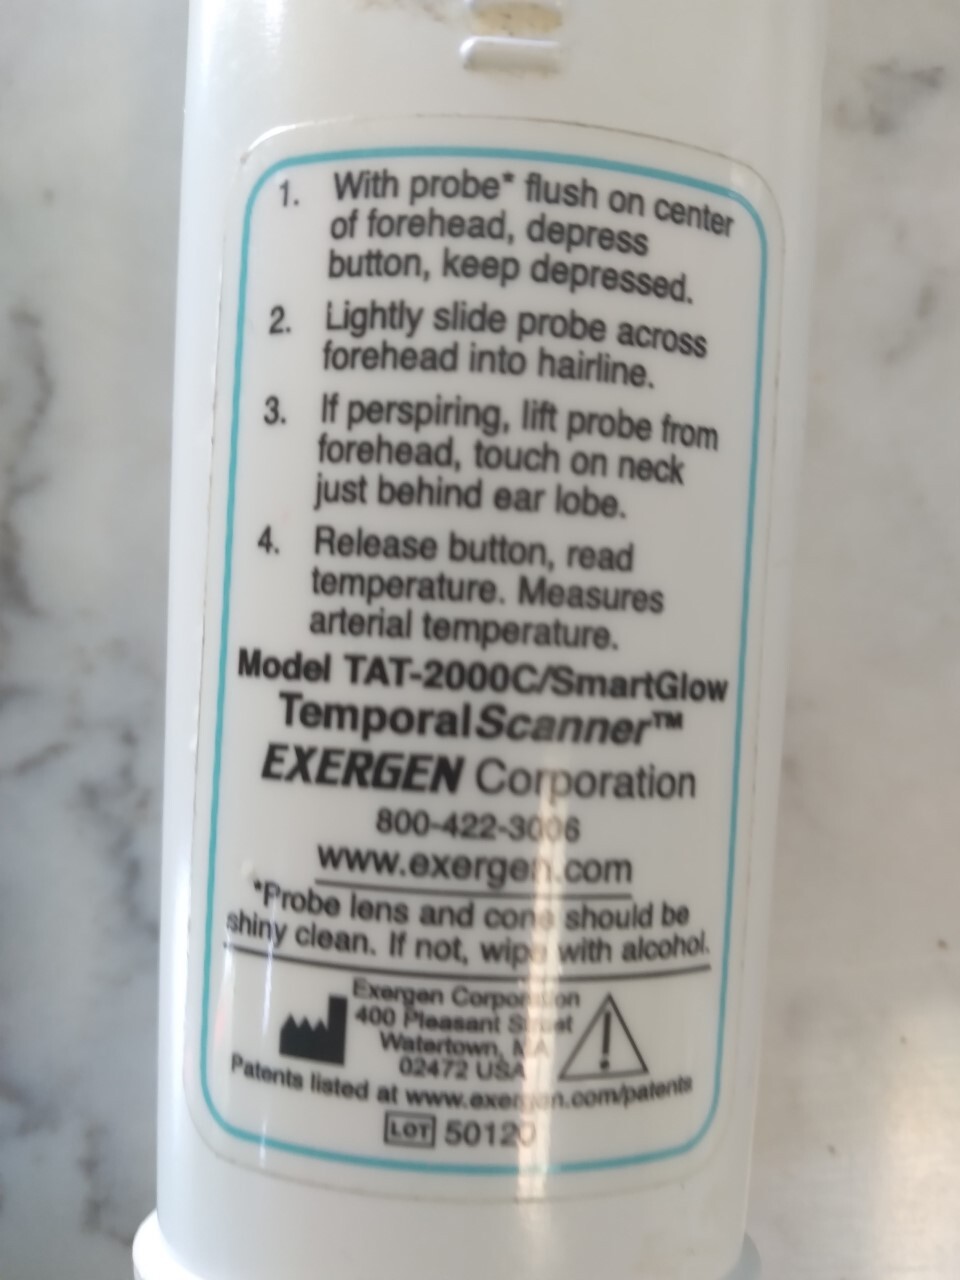 1. With probe* flush on center
of forehead, depress
button, keep depressed.
2. Lightly slide probe across
forehead into hairline.
3. If perspiring, lift probe from
forehead, touch on neck
just behind ear lobe.
4. Release button, read
temperature. Measures
arterial temperature.
Model TAT-2000C/SmartGlow
TemporalScanner™
EXERGEN Corporation
800-422-3006
www.exergen.com
*Probe lens and cone should be
shiny clean. If not, wipe with alcohol.
Exergen Corporation
400 Pleasant Street
Watertown, MA
02472 USA
Patents listed at www.exergen.com/patents
LOT 50120